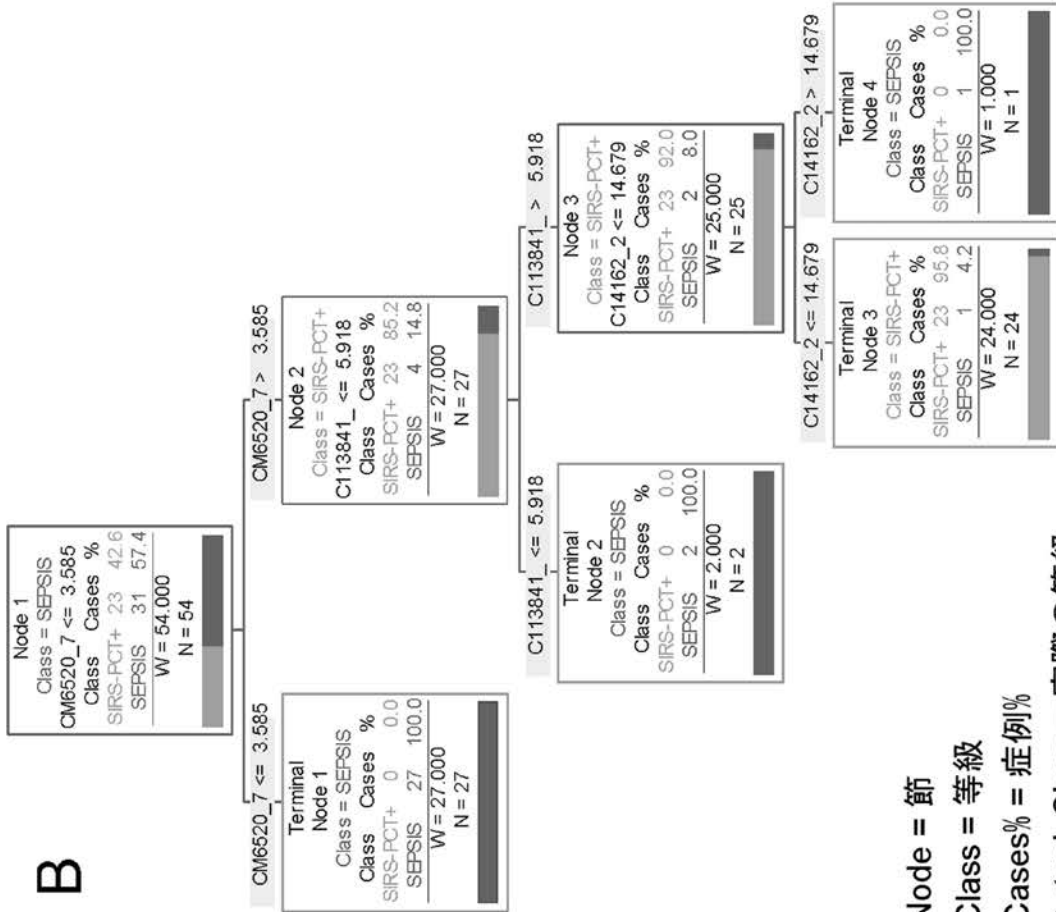 B
Node 1
Class = SEPSIS
CM6520_7 <= 3.585
Class Cases %
SIRS-PCT+ 23 42.6
SEPSIS 31 57.4
W = 54.000
N = 54
CM6520_7 <= 3.585
CM6520_7 > 3.585
Terminal
Node 1
Class = SEPSIS
Class Cases %
SIRS-PCT+ 0 0.0
SEPSIS 27 100.0
W = 27.000
N = 27
Node 2
Class = SIRS-PCT+
C113841_ <= 5.918
Class Cases %
SIRS-PCT+ 23 85.2
SEPSIS 4 14.8
W = 27.000
N = 27
C113841_ <= 5.918
C113841_ > 5.918
Terminal
Node 2
Class = SEPSIS
Class Cases %
SIRS-PCT+ 0 0.0
SEPSIS 2 100.0
W = 2.000
N = 2
Node 3
Class = SIRS-PCT+
C14162_2 <= 14.679
Class Cases %
SIRS-PCT+ 23 92.0
SEPSIS 2 8.0
W = 25.000
N = 25
C14162_2 <= 14.679
C14162_2 > 14.679
Terminal
Node 3
Class = SIRS-PCT+
Class Cases %
SIRS-PCT+ 23 95.8
SEPSIS 1 4.2
W = 24.000
N = 24
Terminal
Node 4
Class = SEPSIS
Class Cases %
SIRS-PCT+ 0 0.0
SEPSIS 1 100.0
W = 1.000
N = 1
Node = 節
Class = 等級
Cases% = 症例%